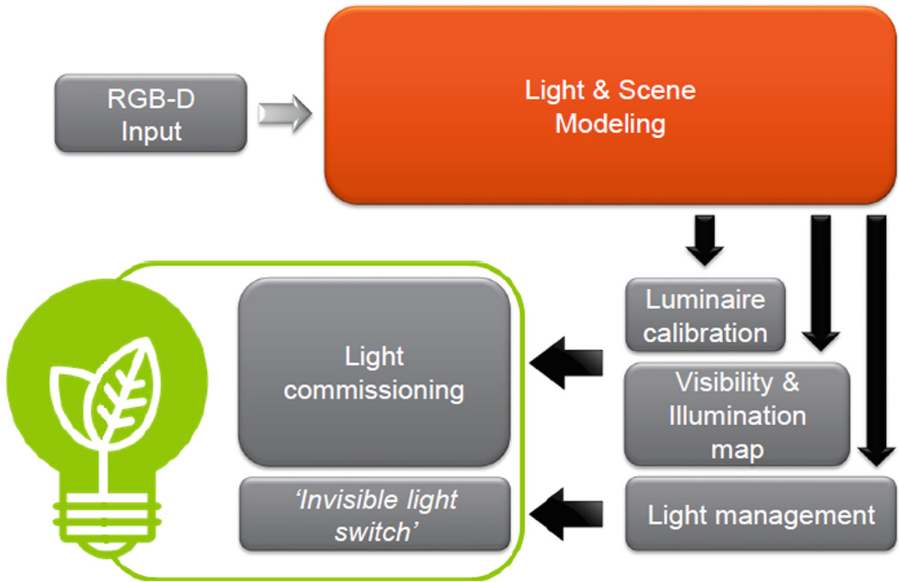 RGB-D
Input
Light & Scene
Modeling
Luminaire
calibration
Light
commissioning
Visibility &
Illumination
map
‘Invisible light
switch’
Light management